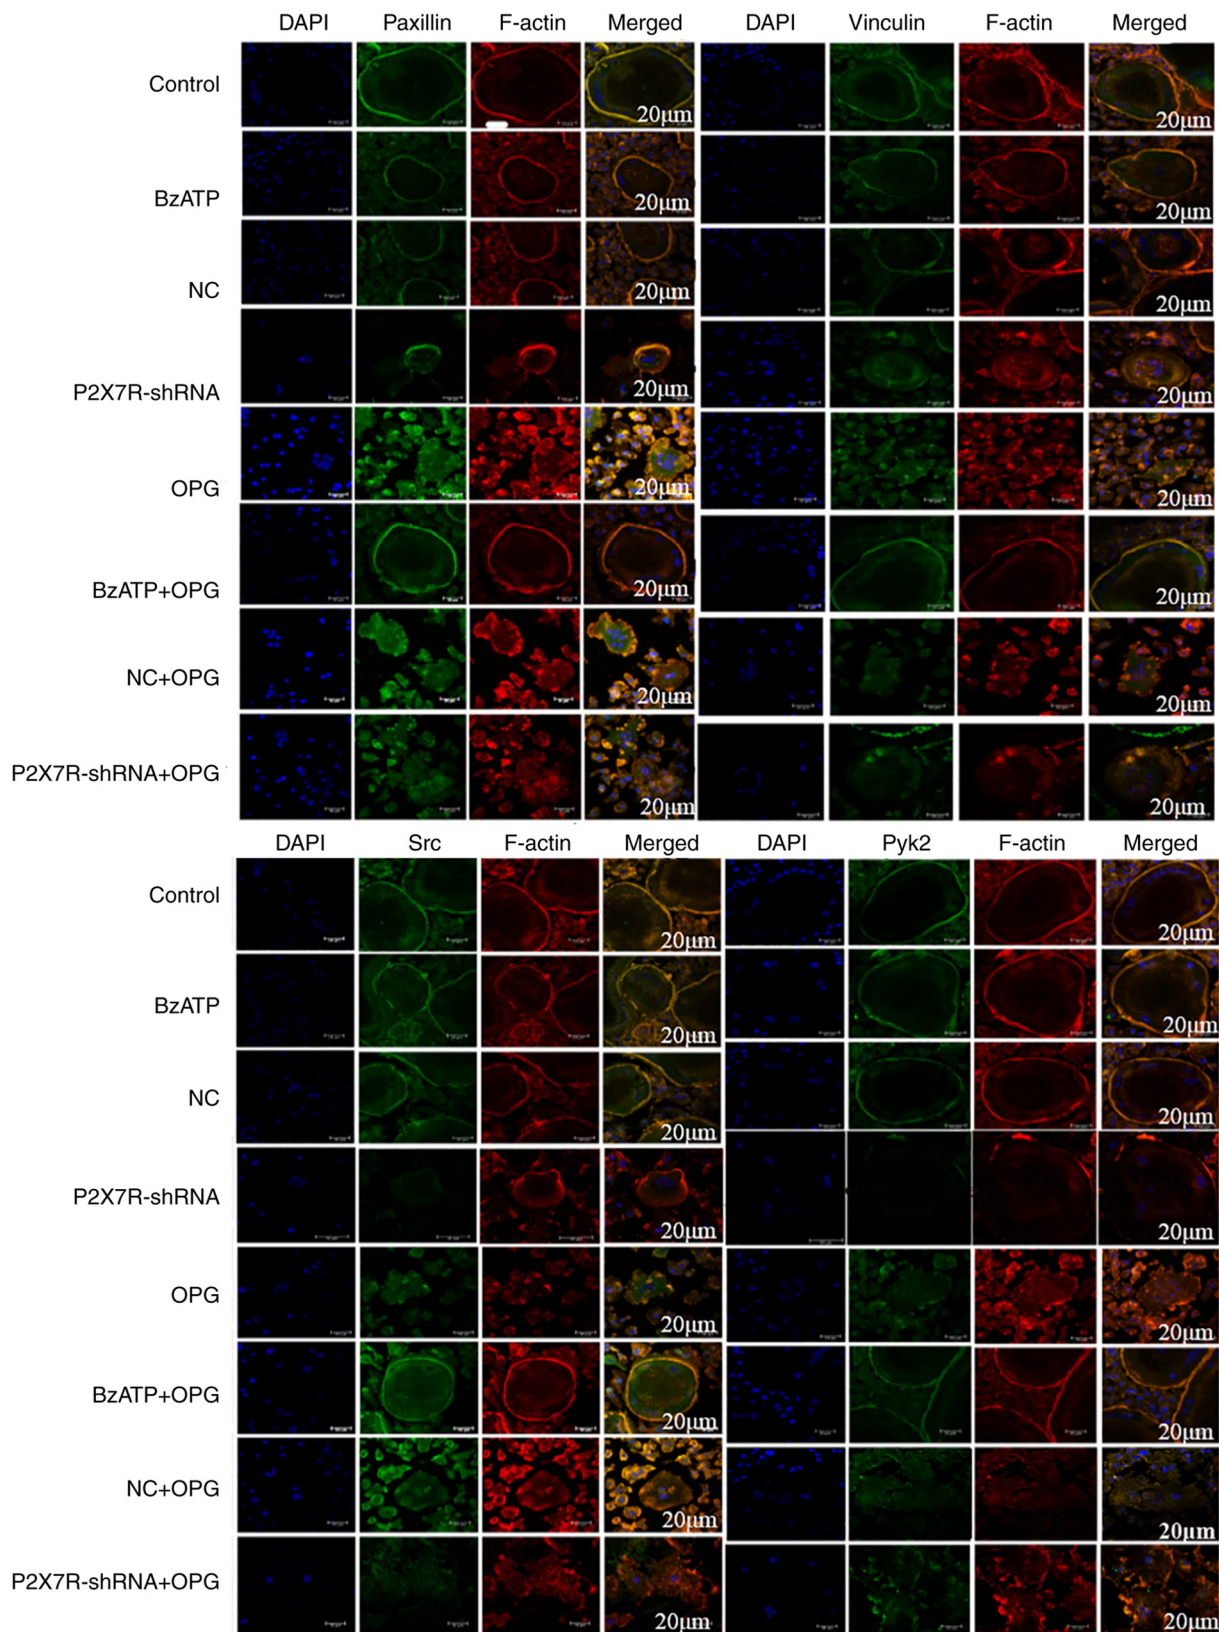 DAPI Paxillin F-actin Merged DAPI Vinculin F-actin Merged
Control 20μm 20μm
BzATP 20μm 20μm
NC 20μm 20μm
P2X7R-shRNA 20μm 20μm
OPG 20μm 20μm
BzATP+OPG 20μm 20μm
NC+OPG 20μm 20μm
P2X7R-shRNA+OPG 20μm 20μm
DAPI Src F-actin Merged DAPI Pyk2 F-actin Merged
Control 20μm 20μm
BzATP 20μm 20μm
NC 20μm 20μm
P2X7R-shRNA 20μm 20μm
OPG 20μm 20μm
BzATP+OPG 20μm 20μm
NC+OPG 20μm 20μm
P2X7R-shRNA+OPG 20μm 20μm